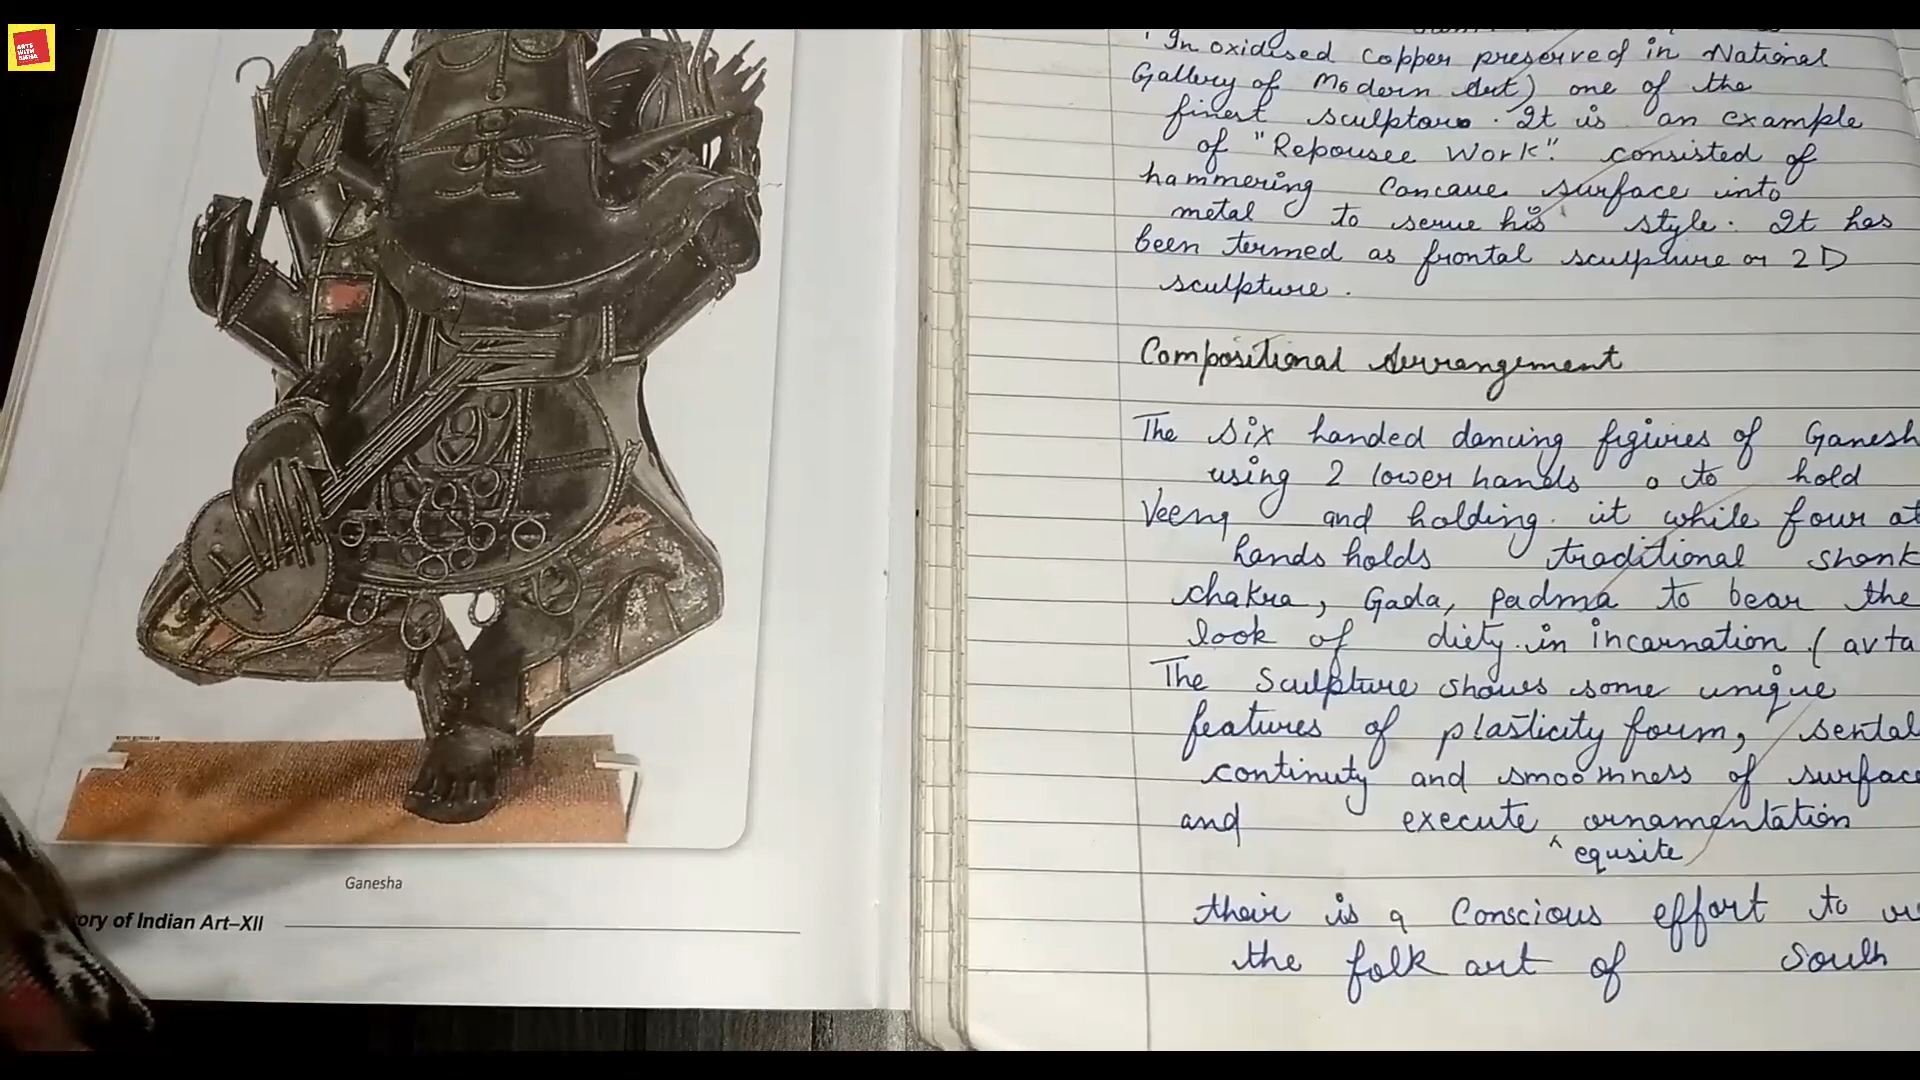 ARTS
WITH
Ganesha
ory of Indian Art–XII
In oxidised copper preserved in National
Gallery of Modern Art) one of the
finest sculptor. It is an example
of "Repousee Work". consisted of
hammering Concave surface into
metal to serve his style. It has
been termed as frontal sculpture or 2D
sculpture.
Compositional Arrangement
The six handed dancing figures of Ganesh
using 2 lower hands to hold
Veena and holding it while four
hands holds traditional shank
chakra, Gada, padma to bear the
look of diety in incarnation (avta
The Sculpture shows some unique
features of plasticity form,
continuty and smoothness of surface
and execute ^ ornamentation
equsite
their is a Conscious effort to
the folk art of South